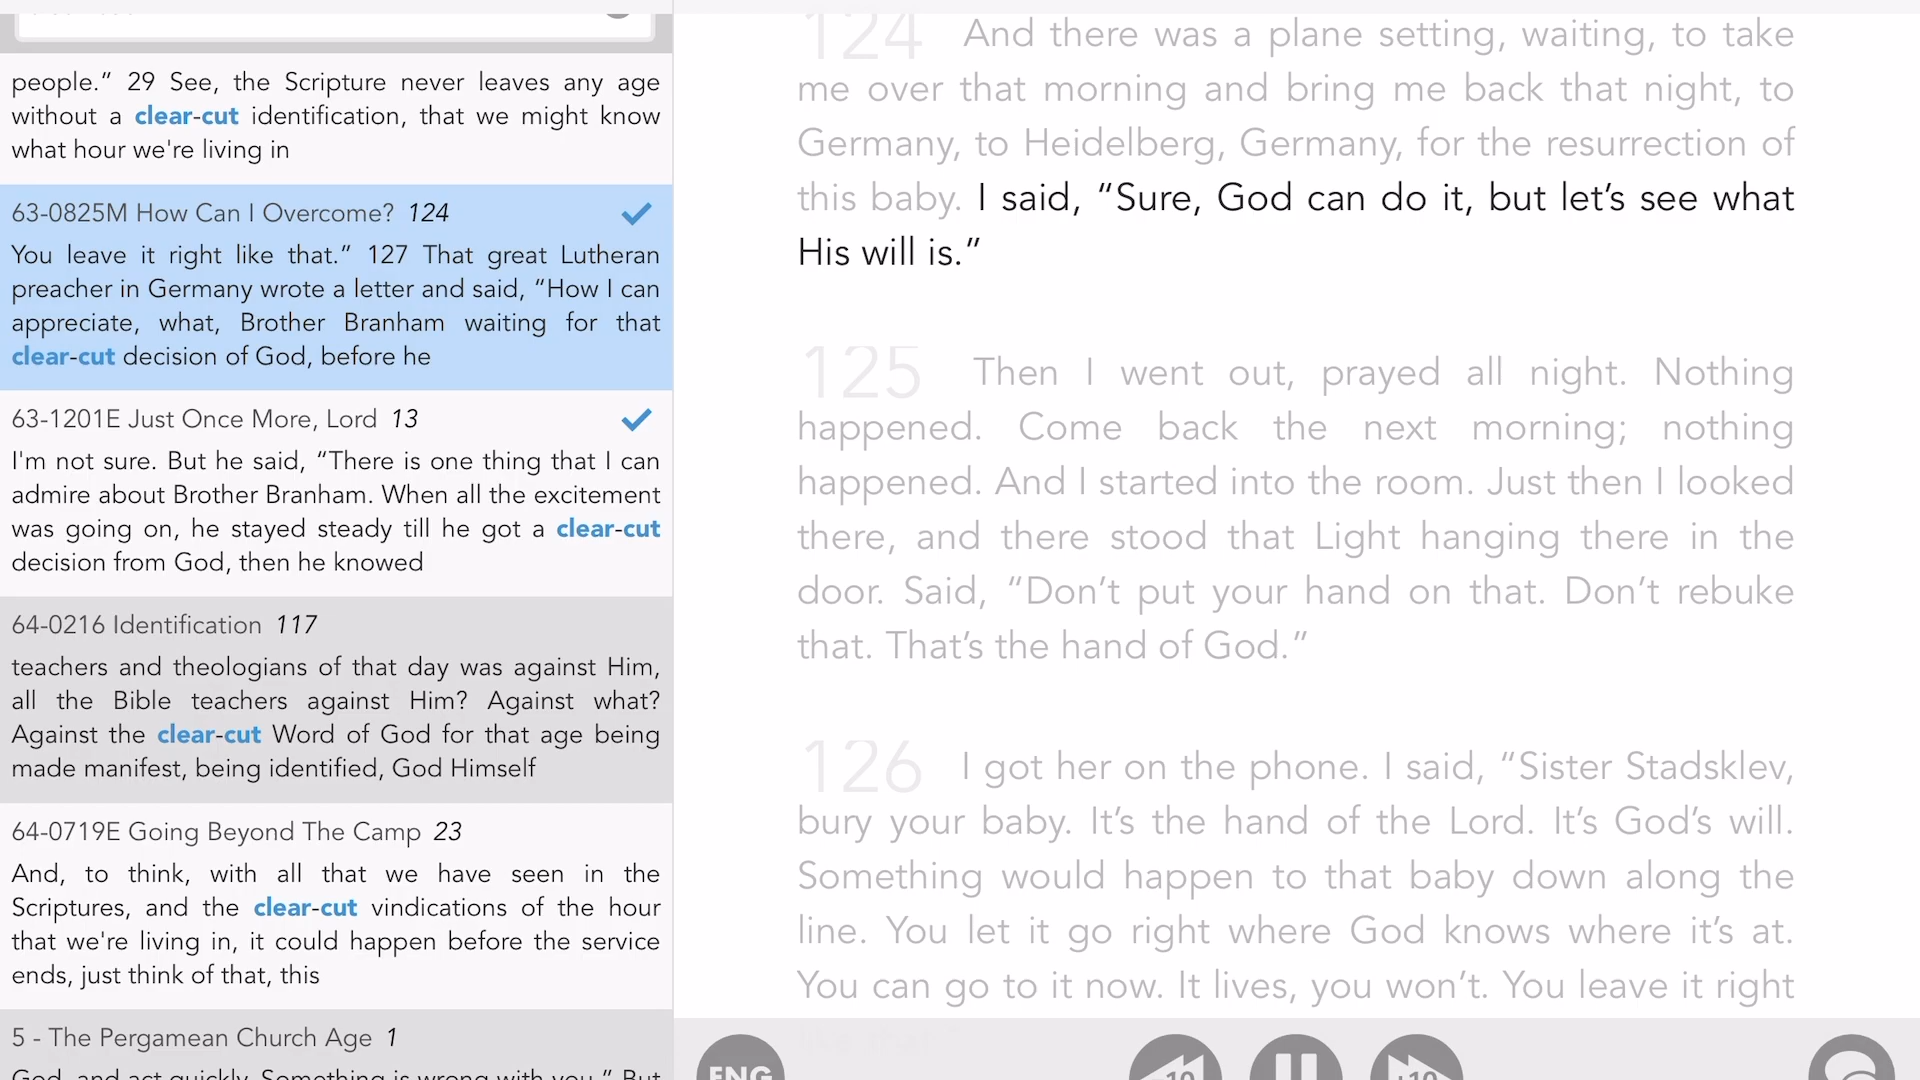 people.” 29 See, the Scripture never leaves any age
without a clear-cut identification, that we might know
what hour we're living in
63-0825M How Can I Overcome? 124
You leave it right like that.” 127 That great Lutheran
preacher in Germany wrote a letter and said, “How I can
appreciate, what, Brother Branham waiting for that
clear-cut decision of God, before he
63-1201E Just Once More, Lord 13
I'm not sure. But he said, “There is one thing that I can
admire about Brother Branham. When all the excitement
was going on, he stayed steady till he got a clear-cut
decision from God, then he knowed
64-0216 Identification 117
teachers and theologians of that day was against Him,
all the Bible teachers against Him? Against what?
Against the clear-cut Word of God for that age being
made manifest, being identified, God Himself
64-0719E Going Beyond The Camp 23
And, to think, with all that we have seen in the
Scriptures, and the clear-cut vindications of the hour
that we're living in, it could happen before the service
ends, just think of that, this
5 - The Pergamean Church Age 1
God, and act quickly. Something is wrong with you.” But
124 And there was a plane setting, waiting, to take
me over that morning and bring me back that night, to
Germany, to Heidelberg, Germany, for the resurrection of
this baby. I said, “Sure, God can do it, but let’s see what
His will is.”
125 Then I went out, prayed all night. Nothing
happened. Come back the next morning; nothing
happened. And I started into the room. Just then I looked
there, and there stood that Light hanging there in the
door. Said, “Don’t put your hand on that. Don’t rebuke
that. That’s the hand of God.”
126 I got her on the phone. I said, “Sister Stadsklev,
bury your baby. It’s the hand of the Lord. It’s God’s will.
Something would happen to that baby down along the
line. You let it go right where God knows where it’s at.
You can go to it now. It lives, you won’t. You leave it right
ENG
-10
+10